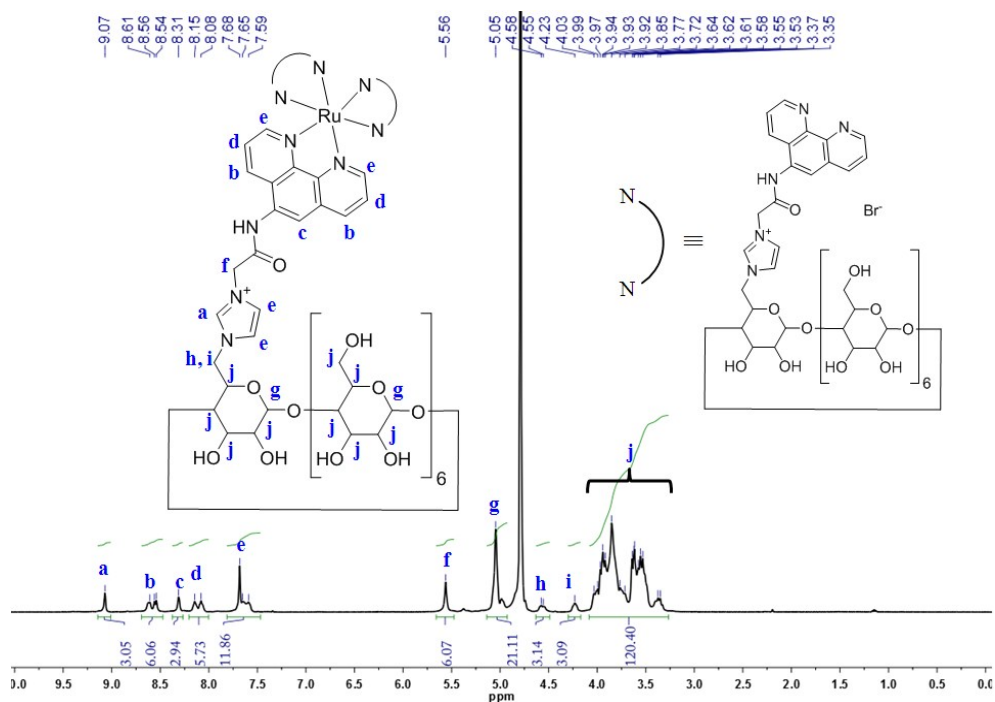 9.07 8.61 8.56 8.54 8.31 8.15 8.08 7.68 7.65 7.59 5.56 5.05 4.58 4.55 4.23 4.03 3.99 3.97 3.94 3.93 3.92 3.85 3.77 3.72 3.64 3.62 3.61 3.58 3.55 3.53 3.37 3.35
N
N N
N Ru N
e N
d N e
b d
HN c b
O
f
N+
a e
N e
h, i
j OH
j
O g j O g
j O j O
j j j j
HO OH HO OH 6
N
N
≡
N
N
HN
O Br-
N+
N
OH
O O
O O
HO OH HO OH 6
a b c d e f g h i j
3.05 6.06 2.94 5.73 11.86 6.07 21.11 3.14 3.09 120.40
0.0 9.5 9.0 8.5 8.0 7.5 7.0 6.5 6.0 5.5 5.0 4.5 4.0 3.5 3.0 2.5 2.0 1.5 1.0 0.5 0.0
ppm